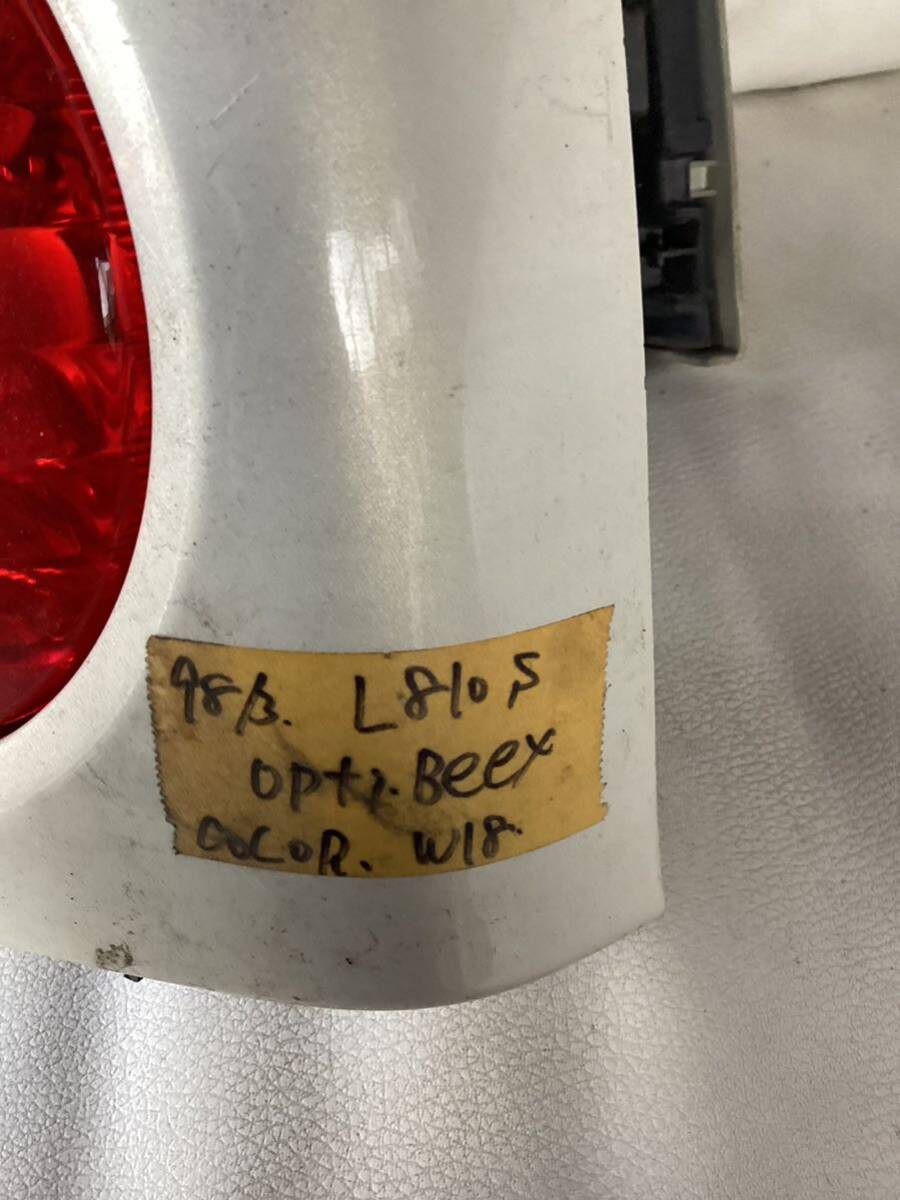 98/3. L810S
opti. Beex
COLOR. W18.